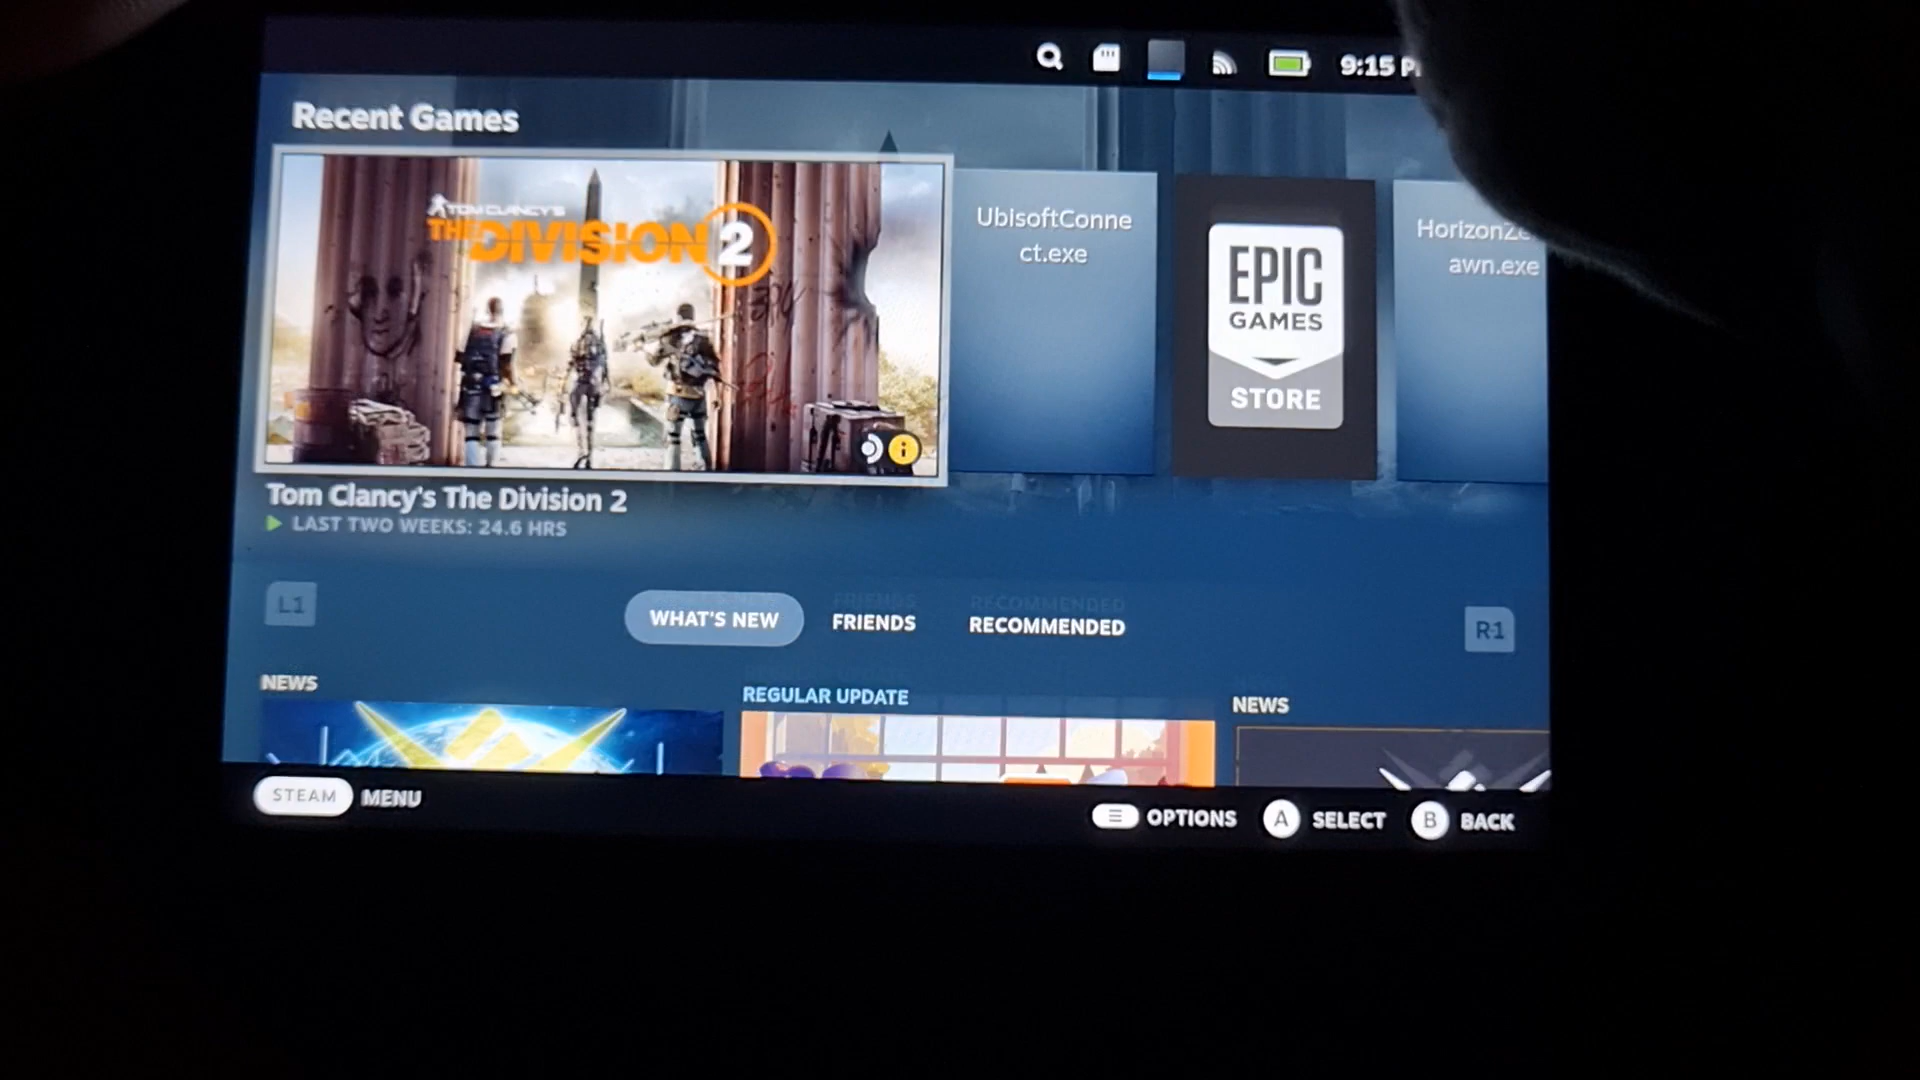 9:15
Recent Games
TOM CLANCY'S
THE DIVISION 2
UbisoftConne
ct.exe
EPIC
GAMES
STORE
awn.exe
Tom Clancy's The Division 2
LAST TWO WEEKS: 24.6 HRS
L1
WHAT'S NEW
FRIENDS
RECOMMENDED
R1
NEWS
REGULAR UPDATE
NEWS
STEAM MENU
OPTIONS
A SELECT
B BACK